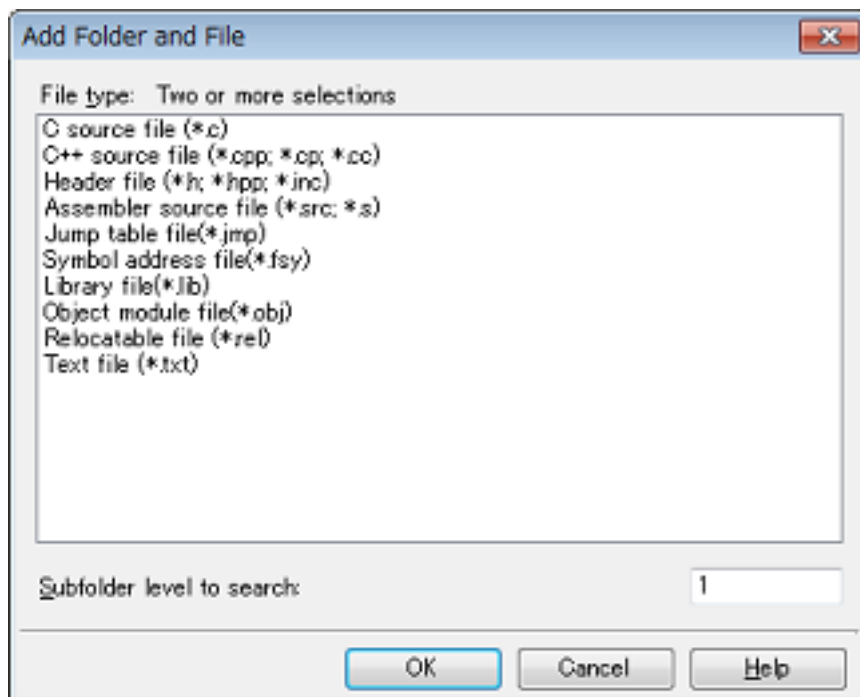 Add Folder and File
File type: Two or more selections
C source file (*.c)
C++ source file (*.cpp; *.cp; *.cc)
Header file (*.h; *.hpp; *.inc)
Assembler source file (*.src; *.s)
Jump table file(*.jmp)
Symbol address file(*.fsy)
Library file(*.lib)
Object module file(*.obj)
Relocatable file (*.rel)
Text file (*.txt)
Subfolder level to search: 1
OK Cancel Help